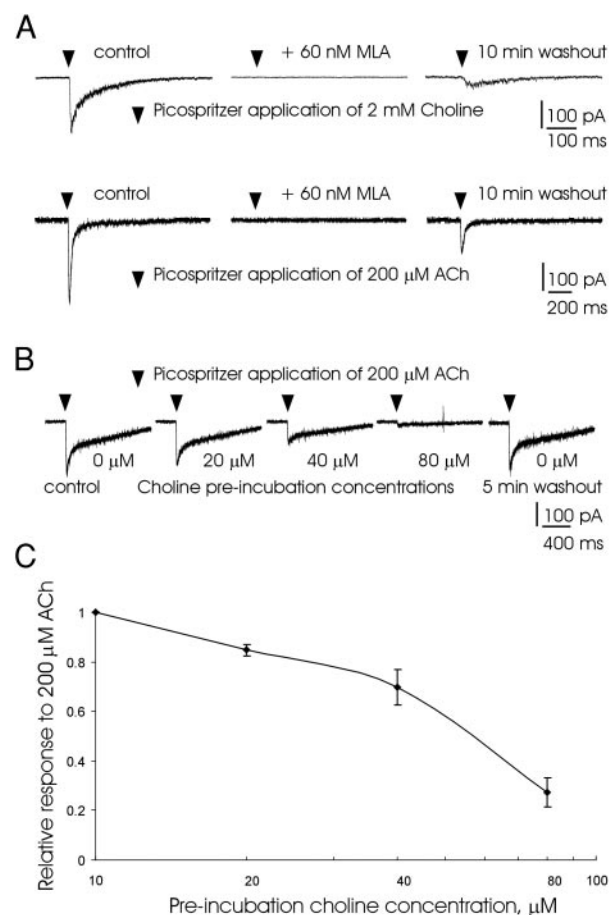 A
control
+ 60 nM MLA
10 min washout
▼ Picospritzer application of 2 mM Choline
100 pA
100 ms
control
+ 60 nM MLA
10 min washout
▼ Picospritzer application of 200 μM ACh
100 pA
200 ms
B
▼ Picospritzer application of 200 μM ACh
0 μM 20 μM 40 μM 80 μM 0 μM
control Choline pre-incubation concentrations 5 min washout
100 pA
400 ms
C
Relative response to 200 μM ACh
1
0.8
0.6
0.4
0.2
0
10 20 40 80 100
Pre-incubation choline concentration, μM